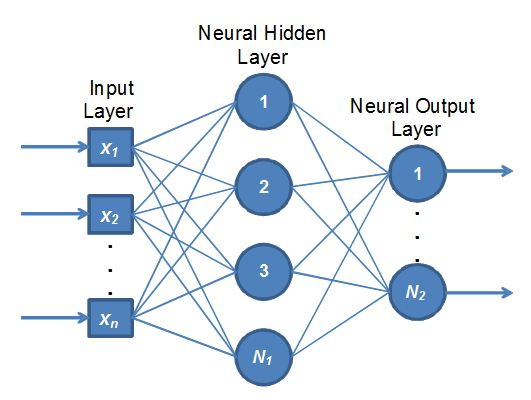 Neural Hidden
Layer
Input
Layer
Neural Output
Layer
x1
x2
xn
1
2
3
N1
1
N2